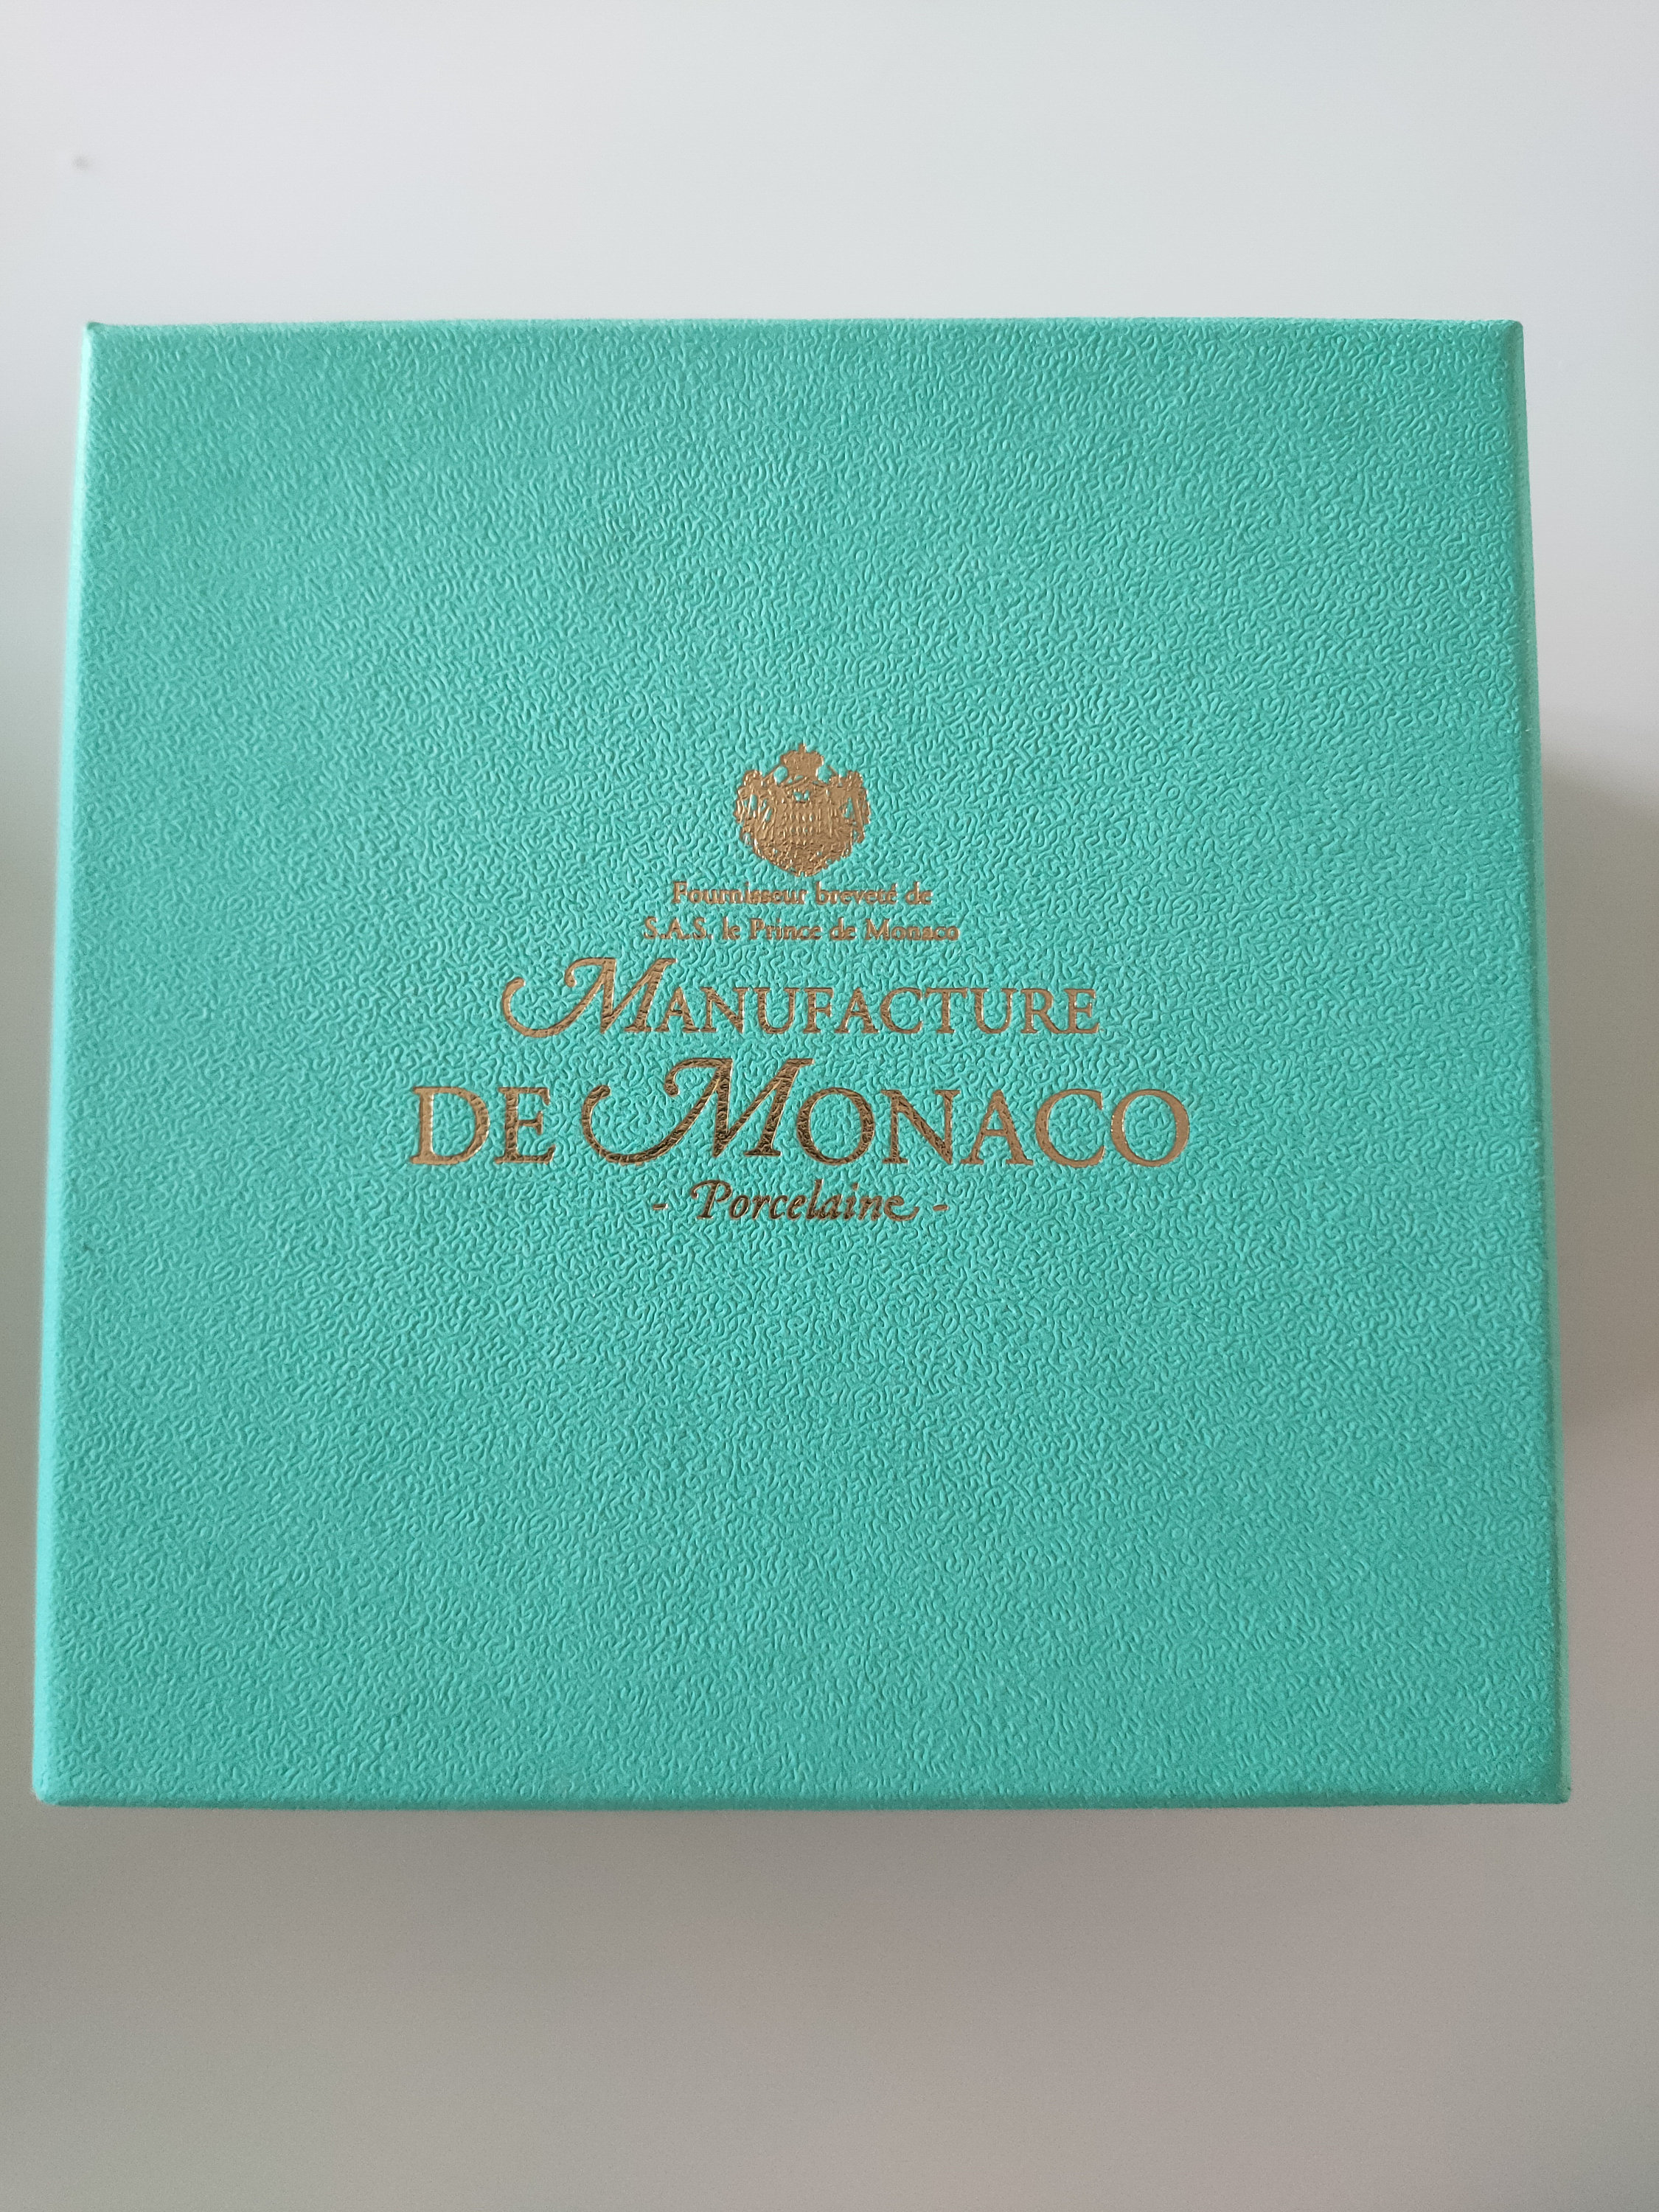 Fournisseur breveté de
S.A.S. le Prince de Monaco
MANUFACTURE
DE MONACO
- Porcelaine -